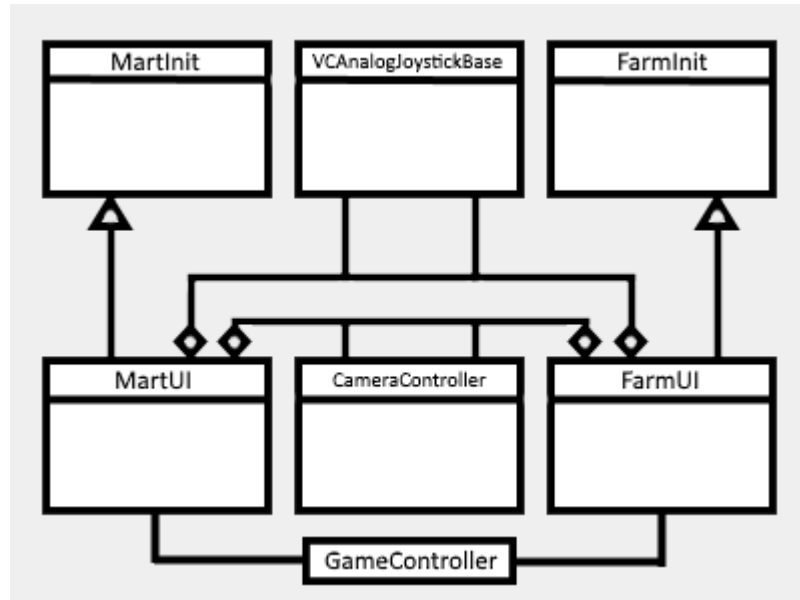 MartInit
VCAnalogJoystickBase
FarmInit
MartUI
CameraController
FarmUI
GameController